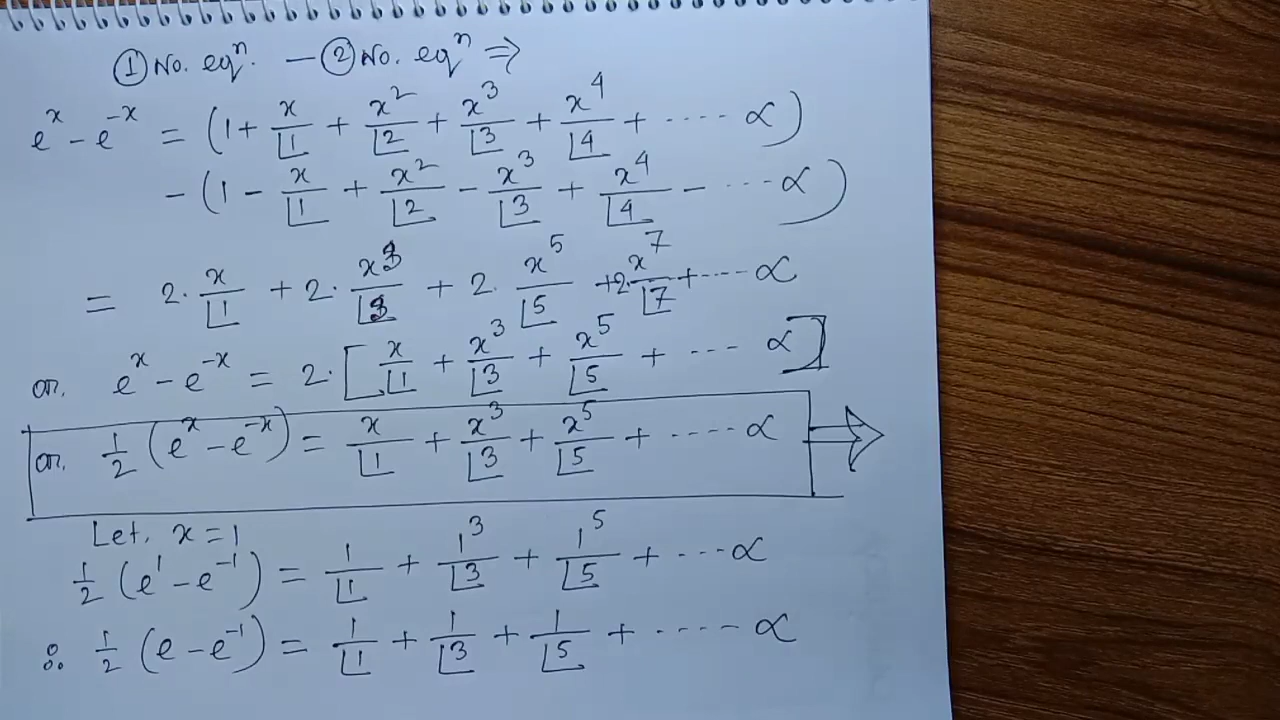 ① No. eqⁿ. — ② No. eqⁿ ⇒
eˣ - e⁻ˣ = (1 + x/⌊1 + x²/⌊2 + x³/⌊3 + x⁴/⌊4 + ---- ∝)
- (1 - x/⌊1 + x²/⌊2 - x³/⌊3 + x⁴/⌊4 - --- ∝)
= 2·x/⌊1 + 2·x³/⌊3 + 2·x⁵/⌊5 + 2·x⁷/⌊7 + ---- ∝
or. eˣ - e⁻ˣ = 2·[x/⌊1 + x³/⌊3 + x⁵/⌊5 + --- ∝]
or. 1/2 (eˣ - e⁻ˣ) = x/⌊1 + x³/⌊3 + x⁵/⌊5 + ---- ∝ ⇒
Let, x = 1
1/2 (e¹ - e⁻¹) = 1/⌊1 + 1³/⌊3 + 1⁵/⌊5 + --- ∝
∴ 1/2 (e - e⁻¹) = 1/⌊1 + 1/⌊3 + 1/⌊5 + ---- ∝